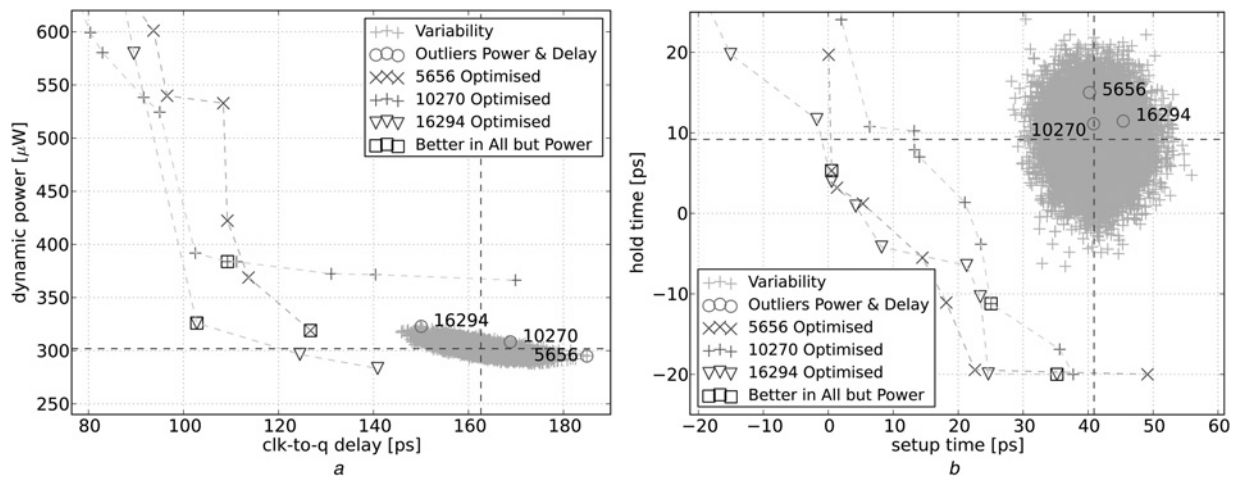 600
550
500
450
400
350
300
250
dynamic power [μW]
Variability
Outliers Power & Delay
5656 Optimised
10270 Optimised
16294 Optimised
Better in All but Power
16294
10270
5656
80 100 120 140 160 180
clk-to-q delay [ps]
a
20
10
0
−10
−20
hold time [ps]
5656
16294
10270
Variability
Outliers Power & Delay
5656 Optimised
10270 Optimised
16294 Optimised
Better in All but Power
−20 −10 0 10 20 30 40 50 60
setup time [ps]
b